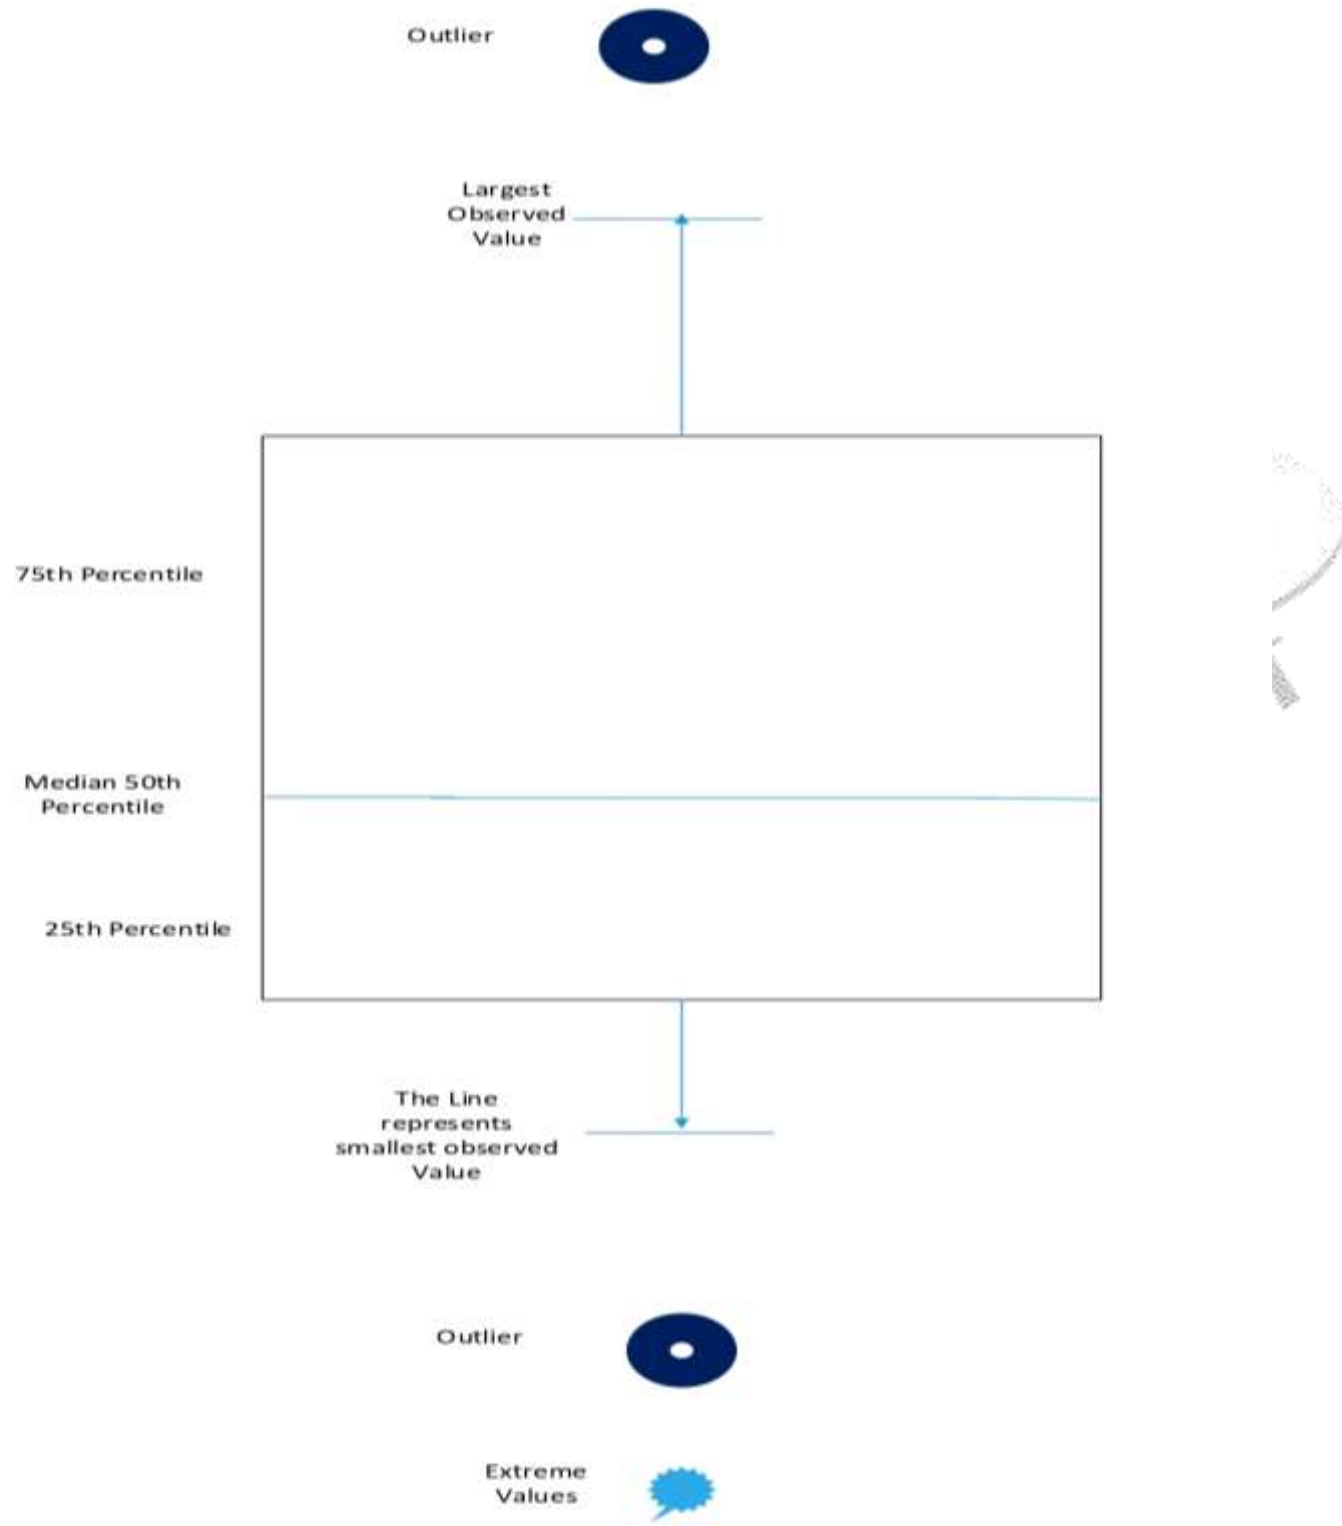 Outlier
Largest
Observed
Value
75th Percentile
Median 50th
Percentile
25th Percentile
The Line
represents
smallest observed
Value
Outlier
Extreme
Values